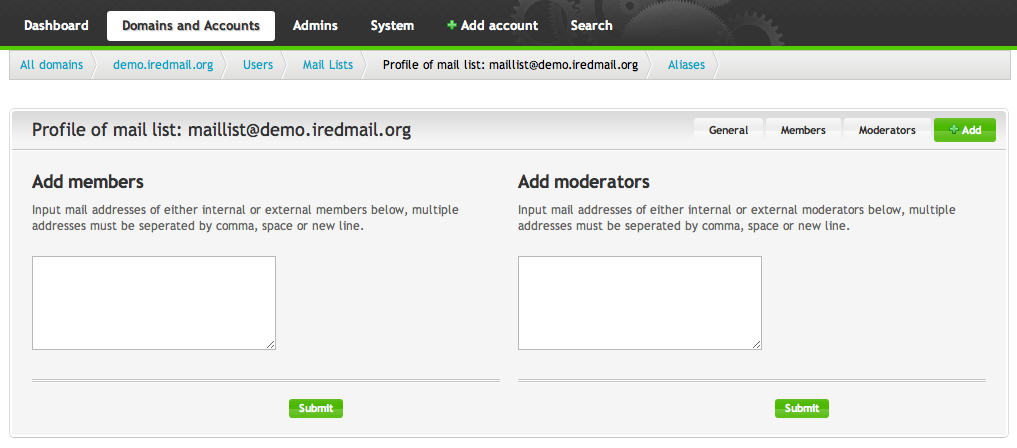 Dashboard Domains and Accounts Admins System + Add account Search
All domains demo.iredmail.org Users Mail Lists Profile of mail list: maillist@demo.iredmail.org Aliases
Profile of mail list: maillist@demo.iredmail.org General Members Moderators + Add
Add members
Input mail addresses of either internal or external members below, multiple
addresses must be seperated by comma, space or new line.
Submit
Add moderators
Input mail addresses of either internal or external moderators below, multiple
addresses must be seperated by comma, space or new line.
Submit